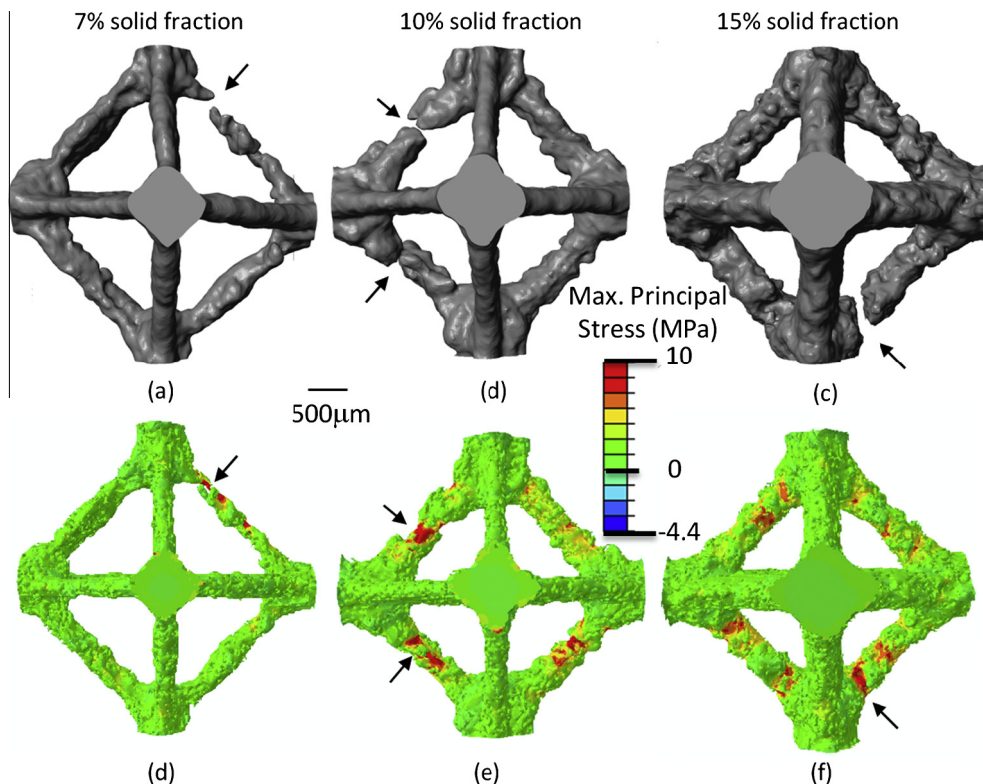 7% solid fraction
10% solid fraction
15% solid fraction
(a)
(d)
(c)
500μm
Max. Principal
Stress (MPa)
10
0
-4.4
(d)
(e)
(f)